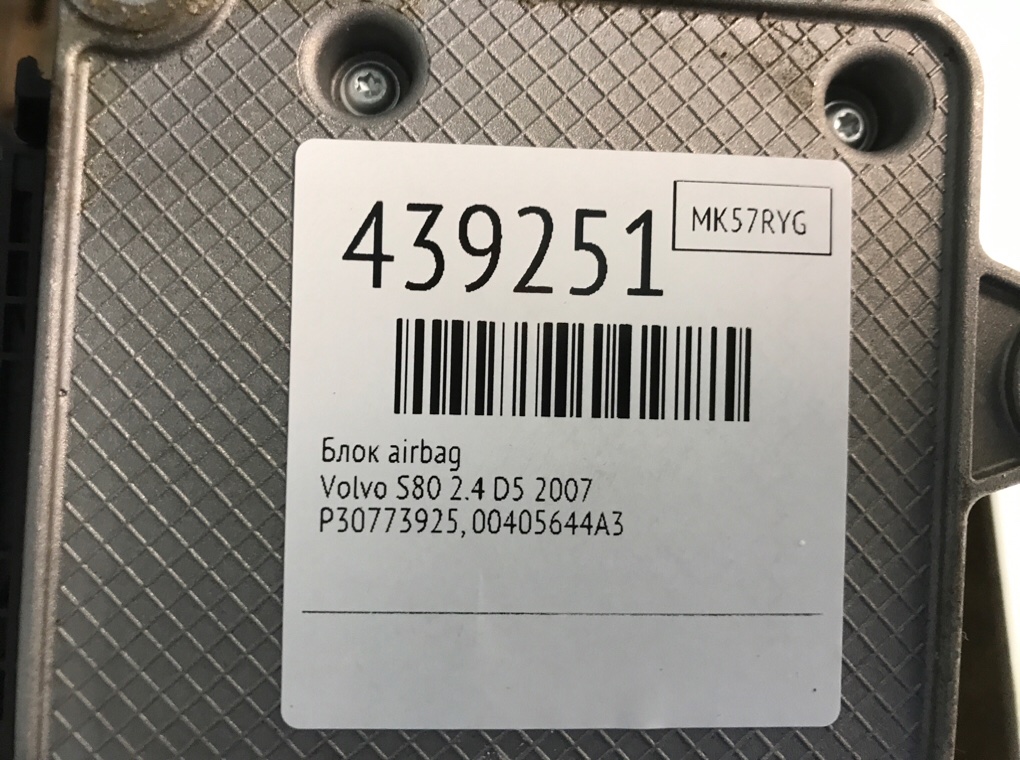 439251
MK57RYG
Блок airbag
Volvo S80 2.4 D5 2007
P30773925, 00405644A3